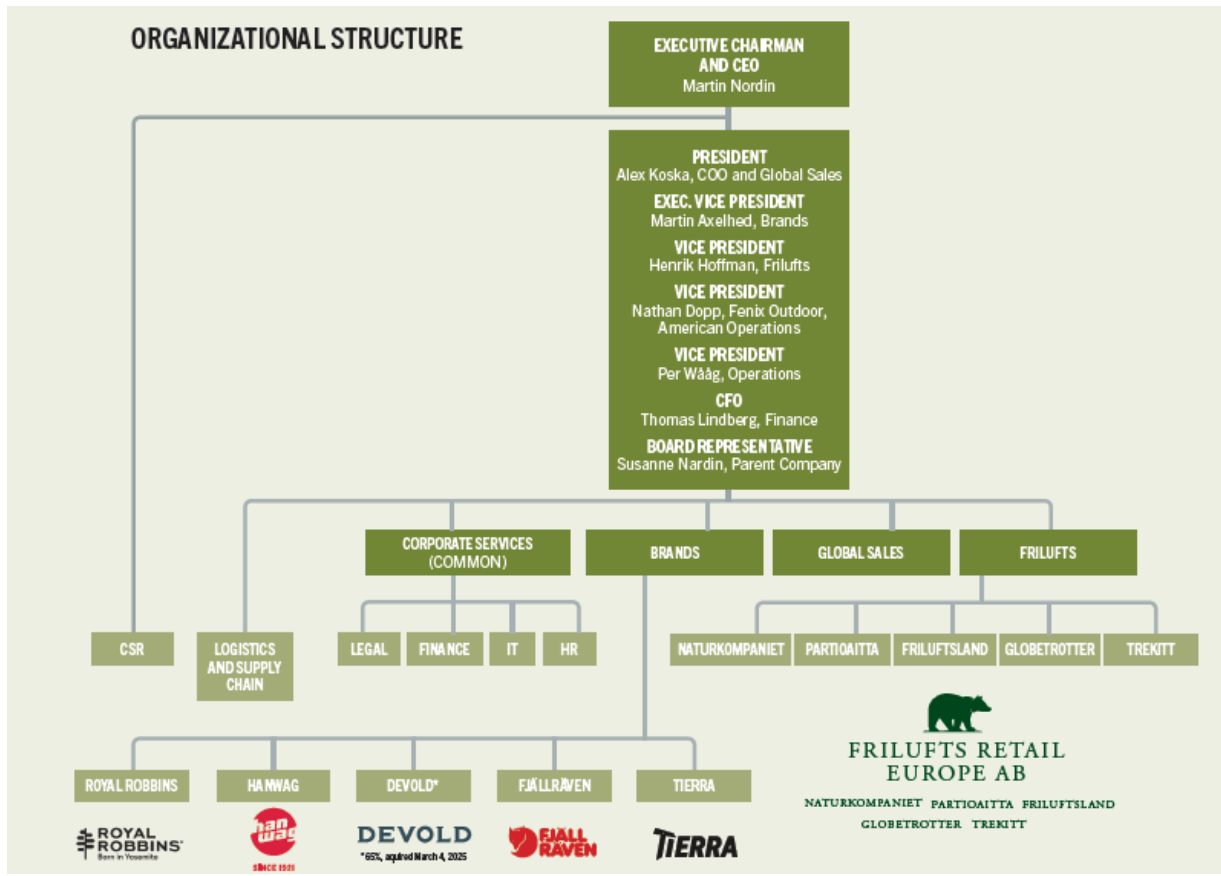 ORGANIZATIONAL STRUCTURE
EXECUTIVE CHAIRMAN
AND CEO
Martin Nordin
PRESIDENT
Alex Koska, COO and Global Sales
EXEC. VICE PRESIDENT
Martin Axelhed, Brands
VICE PRESIDENT
Henrik Hoffman, Frilufts
VICE PRESIDENT
Nathan Dopp, Fenix Outdoor,
American Operations
VICE PRESIDENT
Per Wååg, Operations
CFO
Thomas Lindberg, Finance
BOARD REPRESENTATIVE
Susanne Nardin, Parent Company
CORPORATE SERVICES
(COMMON)
BRANDS
GLOBAL SALES
FRILUFTS
CSR
LOGISTICS
AND SUPPLY
CHAIN
LEGAL
FINANCE
IT
HR
NATURKOMPANIET
PARTIOAITTA
FRILUFTSLAND
GLOBETROTTER
TREKITT
FRILUFTS RETAIL
EUROPE AB
NATURKOMPANIET PARTIOAITTA FRILUFTSLAND
GLOBETROTTER TREKITT
ROYAL ROBBINS
HANWAG
DEVOLD*
FJÄLLRÄVEN
TIERRA
ROYAL
ROBBINS®
Born in Yosemite
han
wag
SINCE 1921
DEVOLD
*65%, aquired March 4, 2025
FJÄLL
RÄVEN
TIERRA